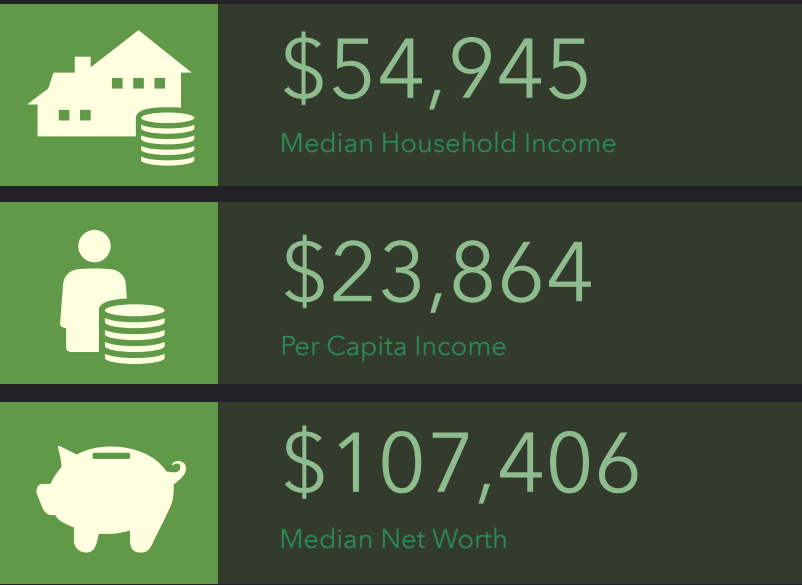 $54,945
Median Household Income
$23,864
Per Capita Income
$107,406
Median Net Worth